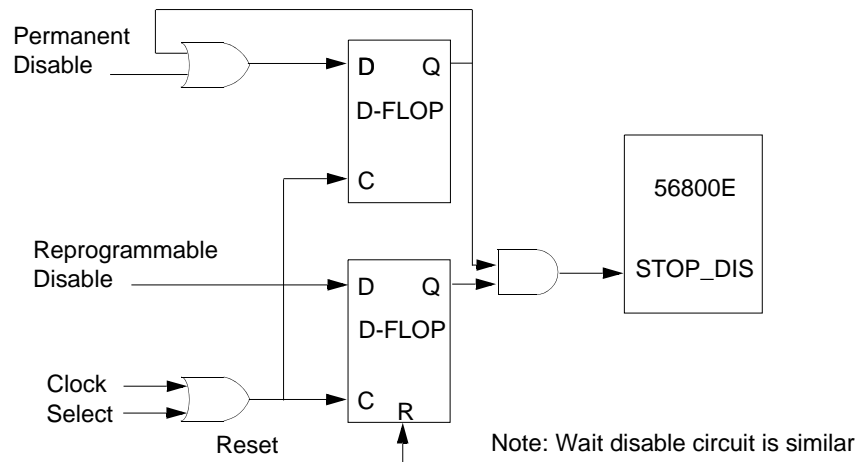 Permanent
Disable
D Q
D-FLOP
C
56800E
STOP_DIS
Reprogrammable
Disable
D Q
D-FLOP
C
R
Clock
Select
Reset
Note: Wait disable circuit is similar